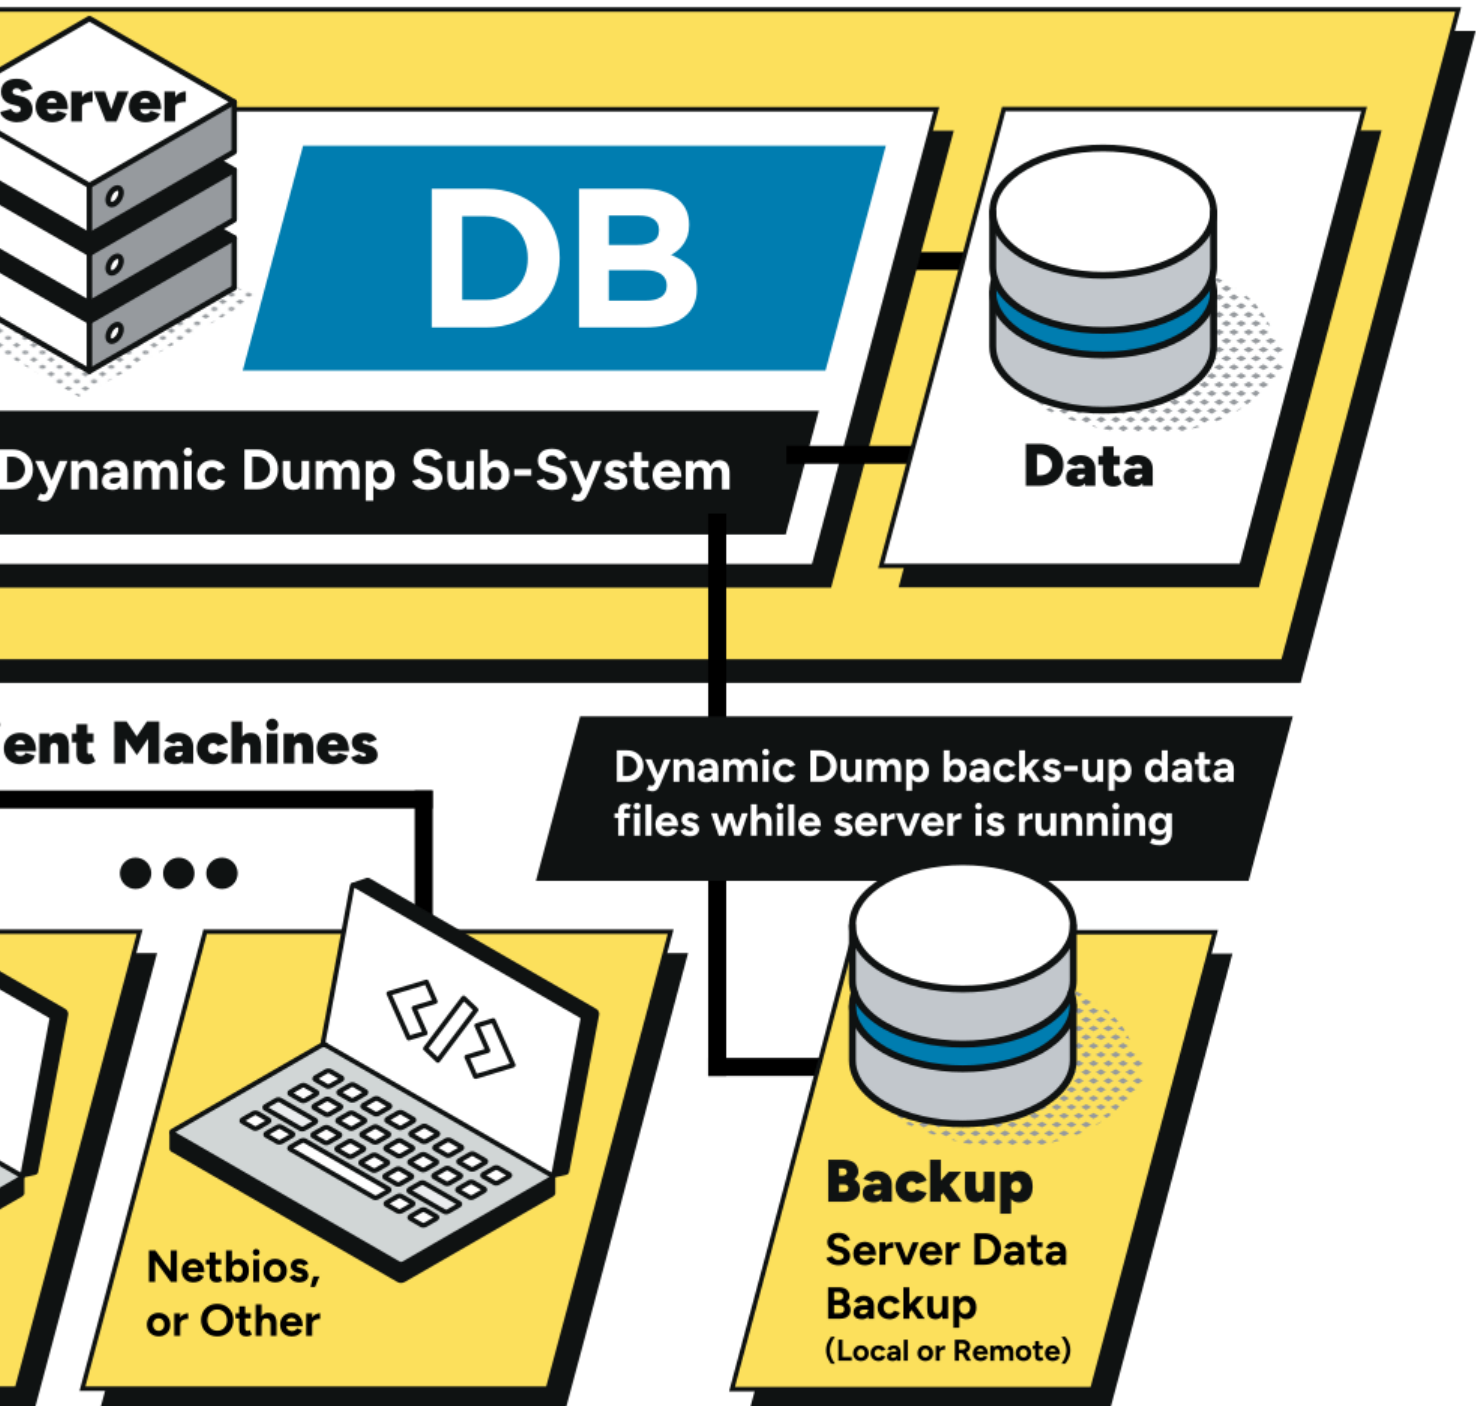 Server
DB
Dynamic Dump Sub-System
Data
ent Machines
Dynamic Dump backs-up data
files while server is running
Netbios,
or Other
Backup
Server Data
Backup
(Local or Remote)